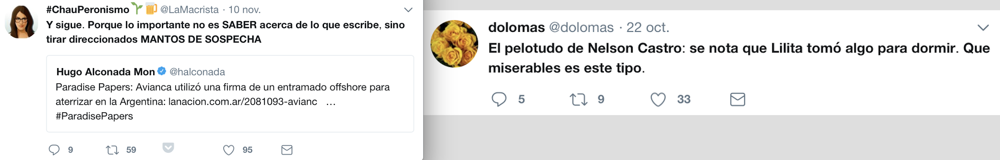 #ChauPeronismo🌱🍺 @LaMacrista · 10 nov.
Y sigue. Porque lo importante no es SABER acerca de lo que escribe, sino
tirar direccionados MANTOS DE SOSPECHA
Hugo Alconada Mon @halconada
Paradise Papers: Avianca utilizó una firma de un entramado offshore para
aterrizar en la Argentina: lanacion.com.ar/2081093-avianc ...
#ParadisePapers
9 59 95
dolomas @dolomas · 22 oct.
El pelotudo de Nelson Castro: se nota que Lilita tomó algo para dormir. Que
miserables es este tipo.
5 9 33